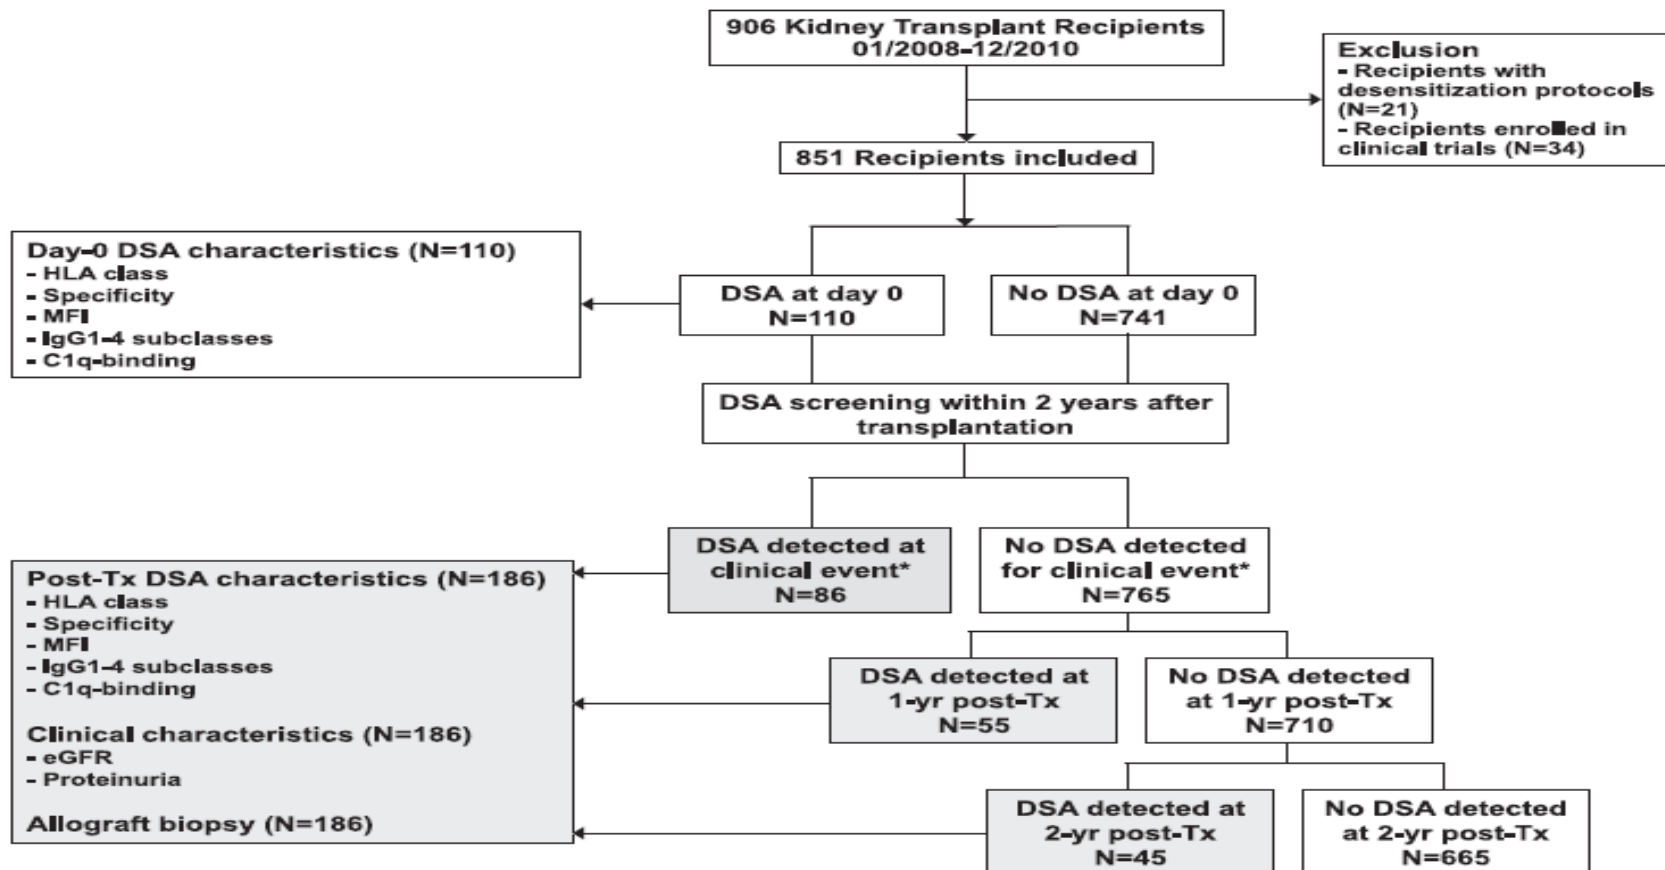 906 Kidney Transplant Recipients
01/2008-12/2010
Exclusion
- Recipients with
desensitization protocols
(N=21)
- Recipients enrolled in
clinical trials (N=34)
851 Recipients included
Day-0 DSA characteristics (N=110)
- HLA class
- Specificity
- MFI
- IgG1-4 subclasses
- C1q-binding
DSA at day 0
N=110
No DSA at day 0
N=741
DSA screening within 2 years after
transplantation
DSA detected at
clinical event*
N=86
No DSA detected
for clinical event*
N=765
Post-Tx DSA characteristics (N=186)
- HLA class
- Specificity
- MFI
- IgG1-4 subclasses
- C1q-binding
Clinical characteristics (N=186)
- eGFR
- Proteinuria
Allograft biopsy (N=186)
DSA detected at
1-yr post-Tx
N=55
No DSA detected
at 1-yr post-Tx
N=710
DSA detected at
2-yr post-Tx
N=45
No DSA detected
at 2-yr post-Tx
N=665